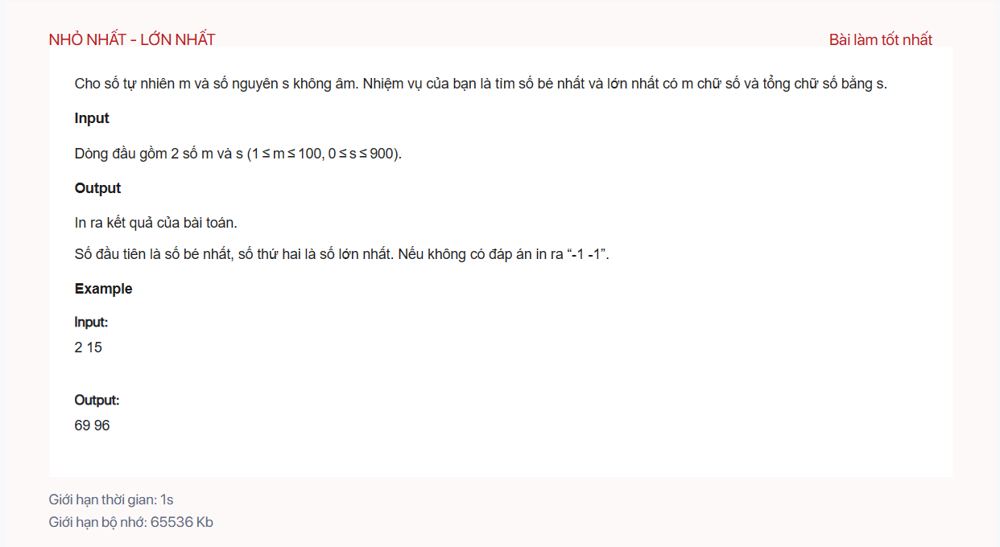 NHỎ NHẤT - LỚN NHẤT
Bài làm tốt nhất
Cho số tự nhiên m và số nguyên s không âm. Nhiệm vụ của bạn là tìm số bé nhất và lớn nhất có m chữ số và tổng chữ số bằng s.
Input
Dòng đầu gồm 2 số m và s (1 ≤ m ≤ 100, 0 ≤ s ≤ 900).
Output
In ra kết quả của bài toán.
Số đầu tiên là số bé nhất, số thứ hai là số lớn nhất. Nếu không có đáp án in ra “-1 -1”.
Example
Input:
2 15
Output:
69 96
Giới hạn thời gian: 1s
Giới hạn bộ nhớ: 65536 Kb